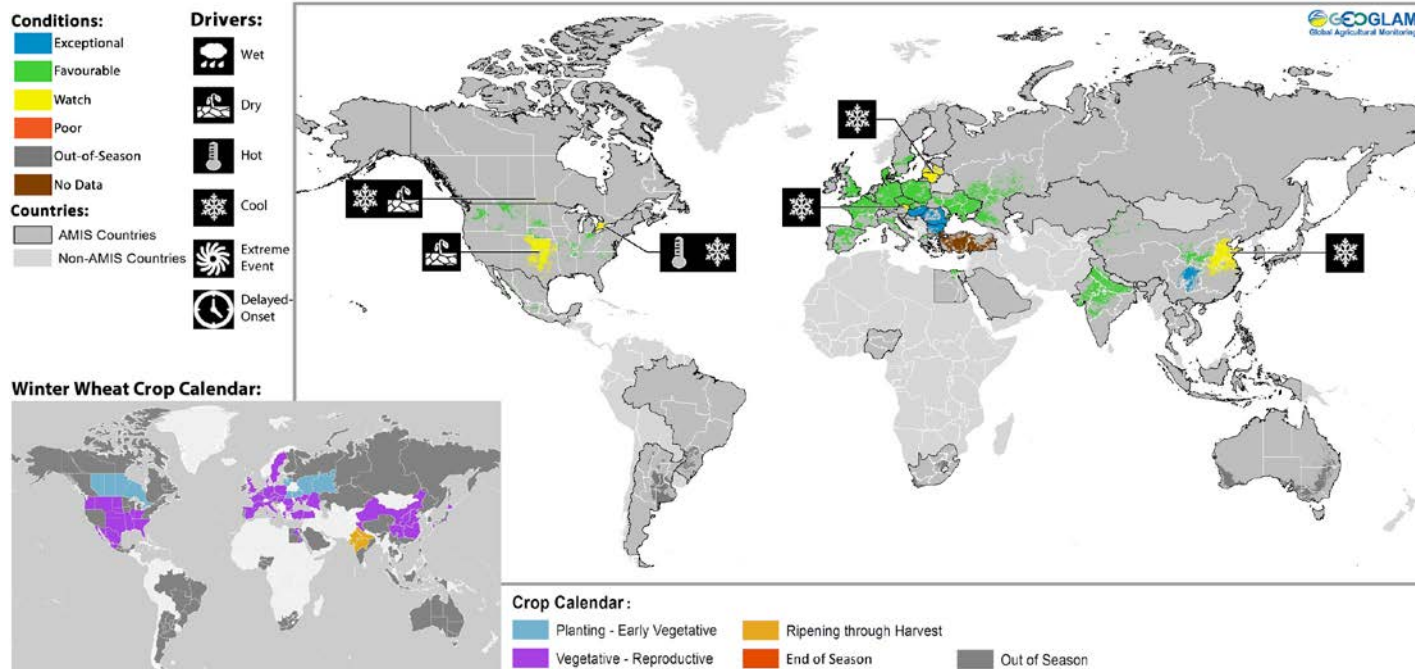 Conditions:
Exceptional
Favourable
Watch
Poor
Out-of-Season
No Data
Countries:
AMIS Countries
Non-AMIS Countries
Drivers:
Wet
Dry
Hot
Cool
Extreme
Event
Delayed-
Onset
GEOGLAM
Global Agricultural Monitoring
Winter Wheat Crop Calendar:
Crop Calendar :
Planting - Early Vegetative
Vegetative - Reproductive
Ripening through Harvest
End of Season
Out of Season